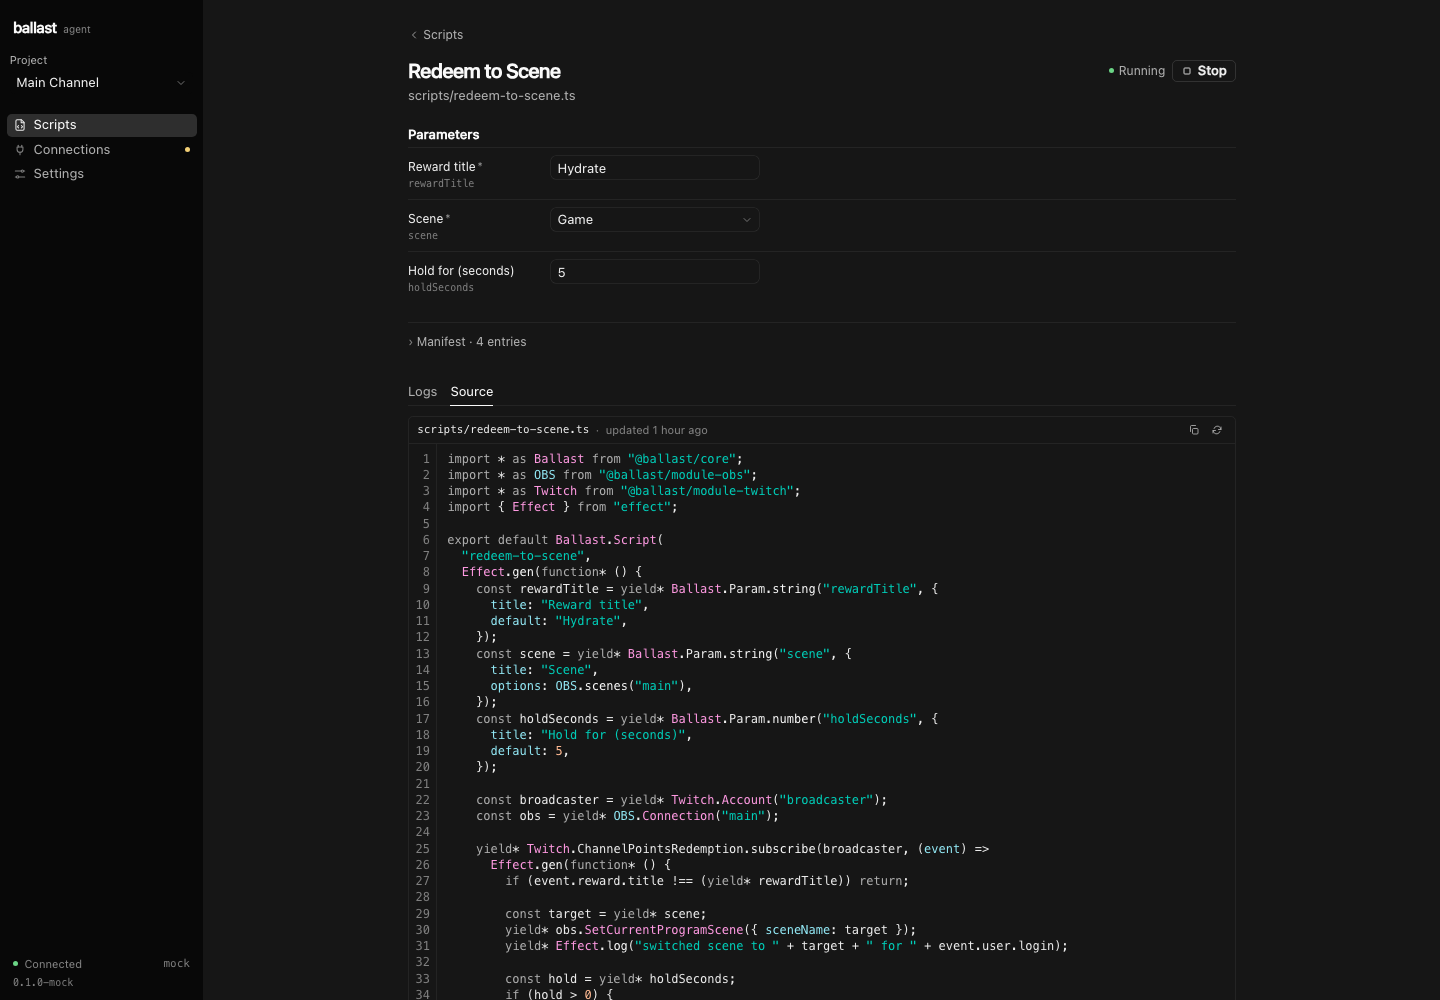 ballast agent
Project
Main Channel
Scripts
Connections
Settings
Connected mock
0.1.0-mock
Scripts
Redeem to Scene
Running
Stop
scripts/redeem-to-scene.ts
Parameters
Reward title *
rewardTitle
Hydrate
Scene *
scene
Game
Hold for (seconds)
holdSeconds
5
› Manifest · 4 entries
Logs Source
scripts/redeem-to-scene.ts · updated 1 hour ago
1 import * as Ballast from "@ballast/core";
2 import * as OBS from "@ballast/module-obs";
3 import * as Twitch from "@ballast/module-twitch";
4 import { Effect } from "effect";
5
6 export default Ballast.Script(
7   "redeem-to-scene",
8   Effect.gen(function* () {
9     const rewardTitle = yield* Ballast.Param.string("rewardTitle", {
10       title: "Reward title",
11       default: "Hydrate",
12     });
13     const scene = yield* Ballast.Param.string("scene", {
14       title: "Scene",
15       options: OBS.scenes("main"),
16     });
17     const holdSeconds = yield* Ballast.Param.number("holdSeconds", {
18       title: "Hold for (seconds)",
19       default: 5,
20     });
21
22     const broadcaster = yield* Twitch.Account("broadcaster");
23     const obs = yield* OBS.Connection("main");
24
25     yield* Twitch.ChannelPointsRedemption.subscribe(broadcaster, (event) =>
26       Effect.gen(function* () {
27         if (event.reward.title !== (yield* rewardTitle)) return;
28
29         const target = yield* scene;
30         yield* obs.SetCurrentProgramScene({ sceneName: target });
31         yield* Effect.log("switched scene to " + target + " for " + event.user.login);
32
33         const hold = yield* holdSeconds;
34         if (hold > 0) {